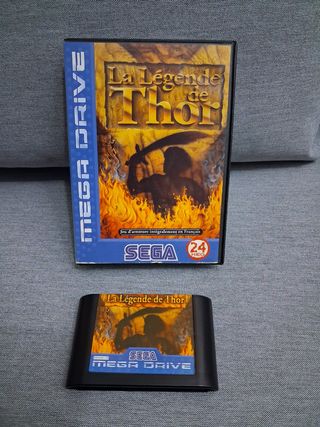 MEGA DRIVE
La Légende
de
Thor
Jeu d'aventure intégralement en Français
SEGA
24
MEGA
La Légende de Thor
SEGA
MEGA DRIVE